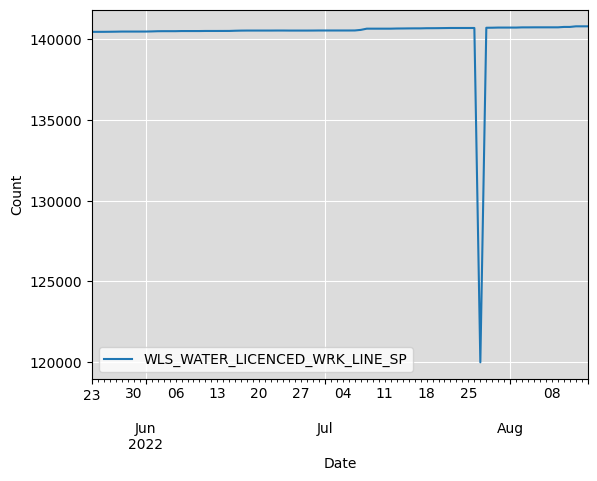 140000
135000
130000
125000
120000
Count
WLS_WATER_LICENCED_WRK_LINE_SP
23 30 06 13 20 27 04 11 18 25 08
Jun Jul Aug
2022
Date